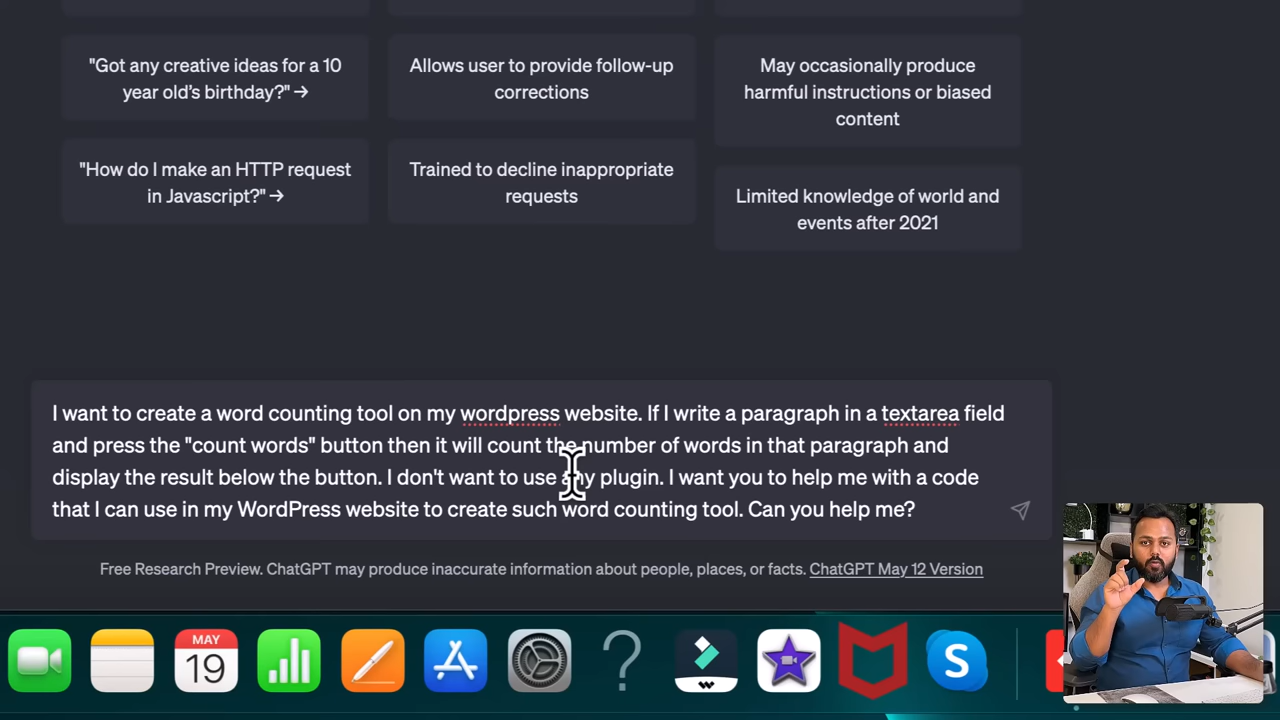 "Got any creative ideas for a 10
year old's birthday?" →
Allows user to provide follow-up
corrections
May occasionally produce
harmful instructions or biased
content
"How do I make an HTTP request
in Javascript?" →
Trained to decline inappropriate
requests
Limited knowledge of world and
events after 2021
I want to create a word counting tool on my wordpress website. If I write a paragraph in a textarea field
and press the "count words" button then it will count the number of words in that paragraph and
display the result below the button. I don't want to use any plugin. I want you to help me with a code
that I can use in my WordPress website to create such word counting tool. Can you help me?
Free Research Preview. ChatGPT may produce inaccurate information about people, places, or facts. ChatGPT May 12 Version
MAY
19
?
S